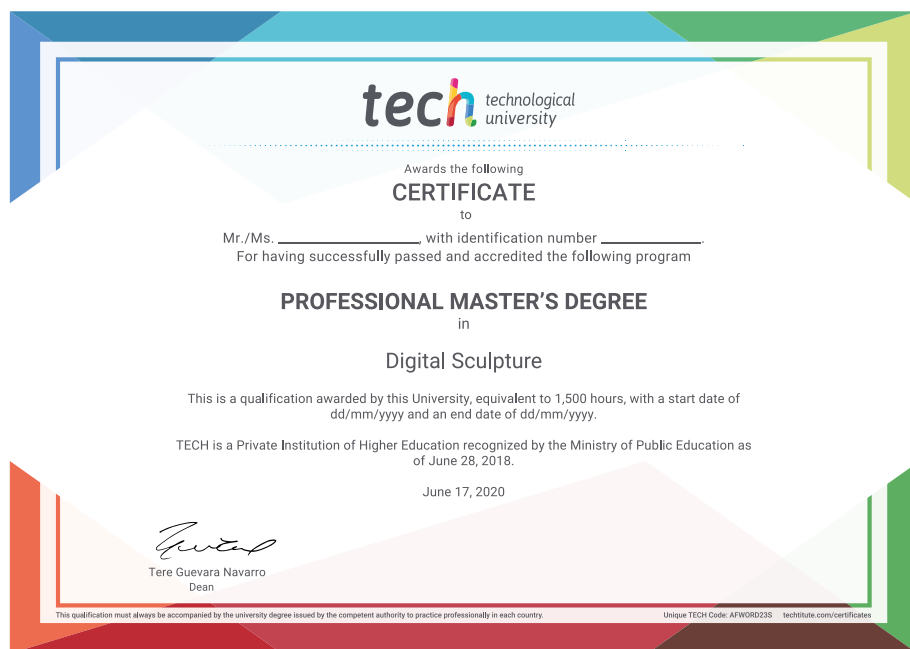 tech technological
university
Awards the following
CERTIFICATE
to
Mr./Ms. ____________________, with identification number ______________.
For having successfully passed and accredited the following program
PROFESSIONAL MASTER'S DEGREE
in
Digital Sculpture
This is a qualification awarded by this University, equivalent to 1,500 hours, with a start date of
dd/mm/yyyy and an end date of dd/mm/yyyy.
TECH is a Private Institution of Higher Education recognized by the Ministry of Public Education as
of June 28, 2018.
June 17, 2020
Tere Guevara Navarro
Dean
This qualification must always be accompanied by the university degree issued by the competent authority to practice professionally in each country. Unique TECH Code: AFWORD23S techtitute.com/certificates